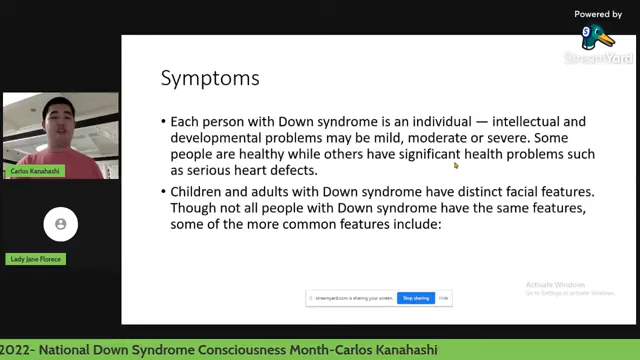 Powered by
StreamYard
Symptoms
• Each person with Down syndrome is an individual — intellectual and
developmental problems may be mild, moderate or severe. Some
people are healthy while others have significant health problems such
as serious heart defects.
• Children and adults with Down syndrome have distinct facial features.
Though not all people with Down syndrome have the same features,
some of the more common features include:
Carlos Kanahashi
Lady Jane Florece
Activate Windows
Go to Settings to activate Windows.
streamyard.com is sharing your screen.
Stop sharing
Hide
2022- National Down Syndrome Consciousness Month-Carlos Kanahashi